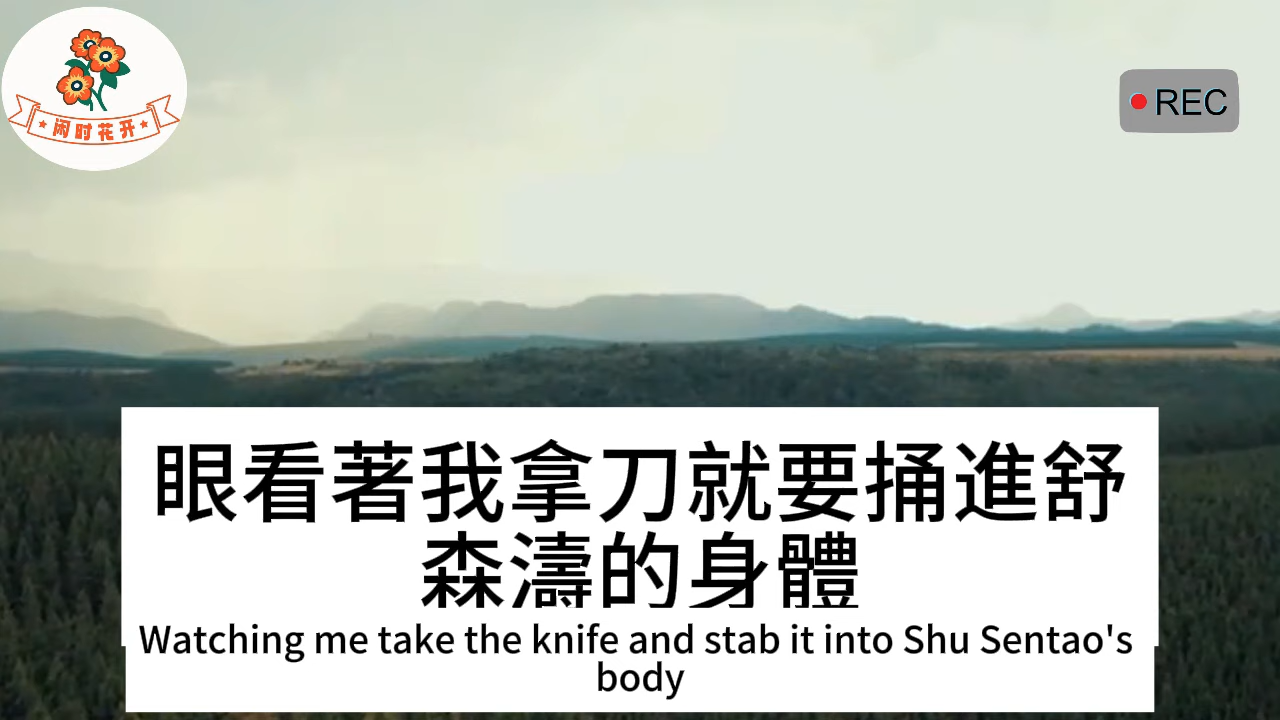 闲时花开
REC
眼看著我拿刀就要捅進舒
森濤的身體
Watching me take the knife and stab it into Shu Sentao's
body